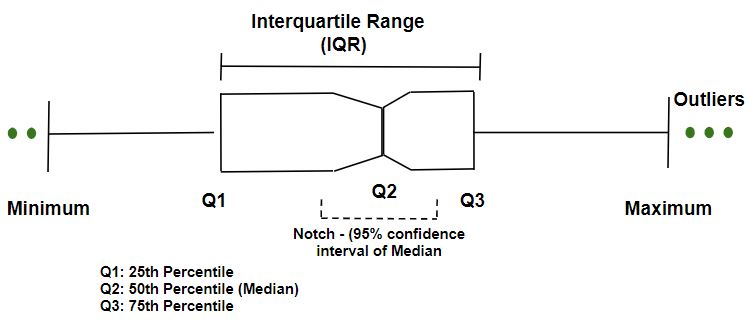 Interquartile Range
(IQR)
Outliers
Q1
Q2
Q3
Minimum
Maximum
Notch - (95% confidence
interval of Median
Q1: 25th Percentile
Q2: 50th Percentile (Median)
Q3: 75th Percentile